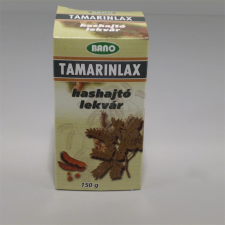 BANO
TAMARINLAX
hashajtó
lekvár
150 g